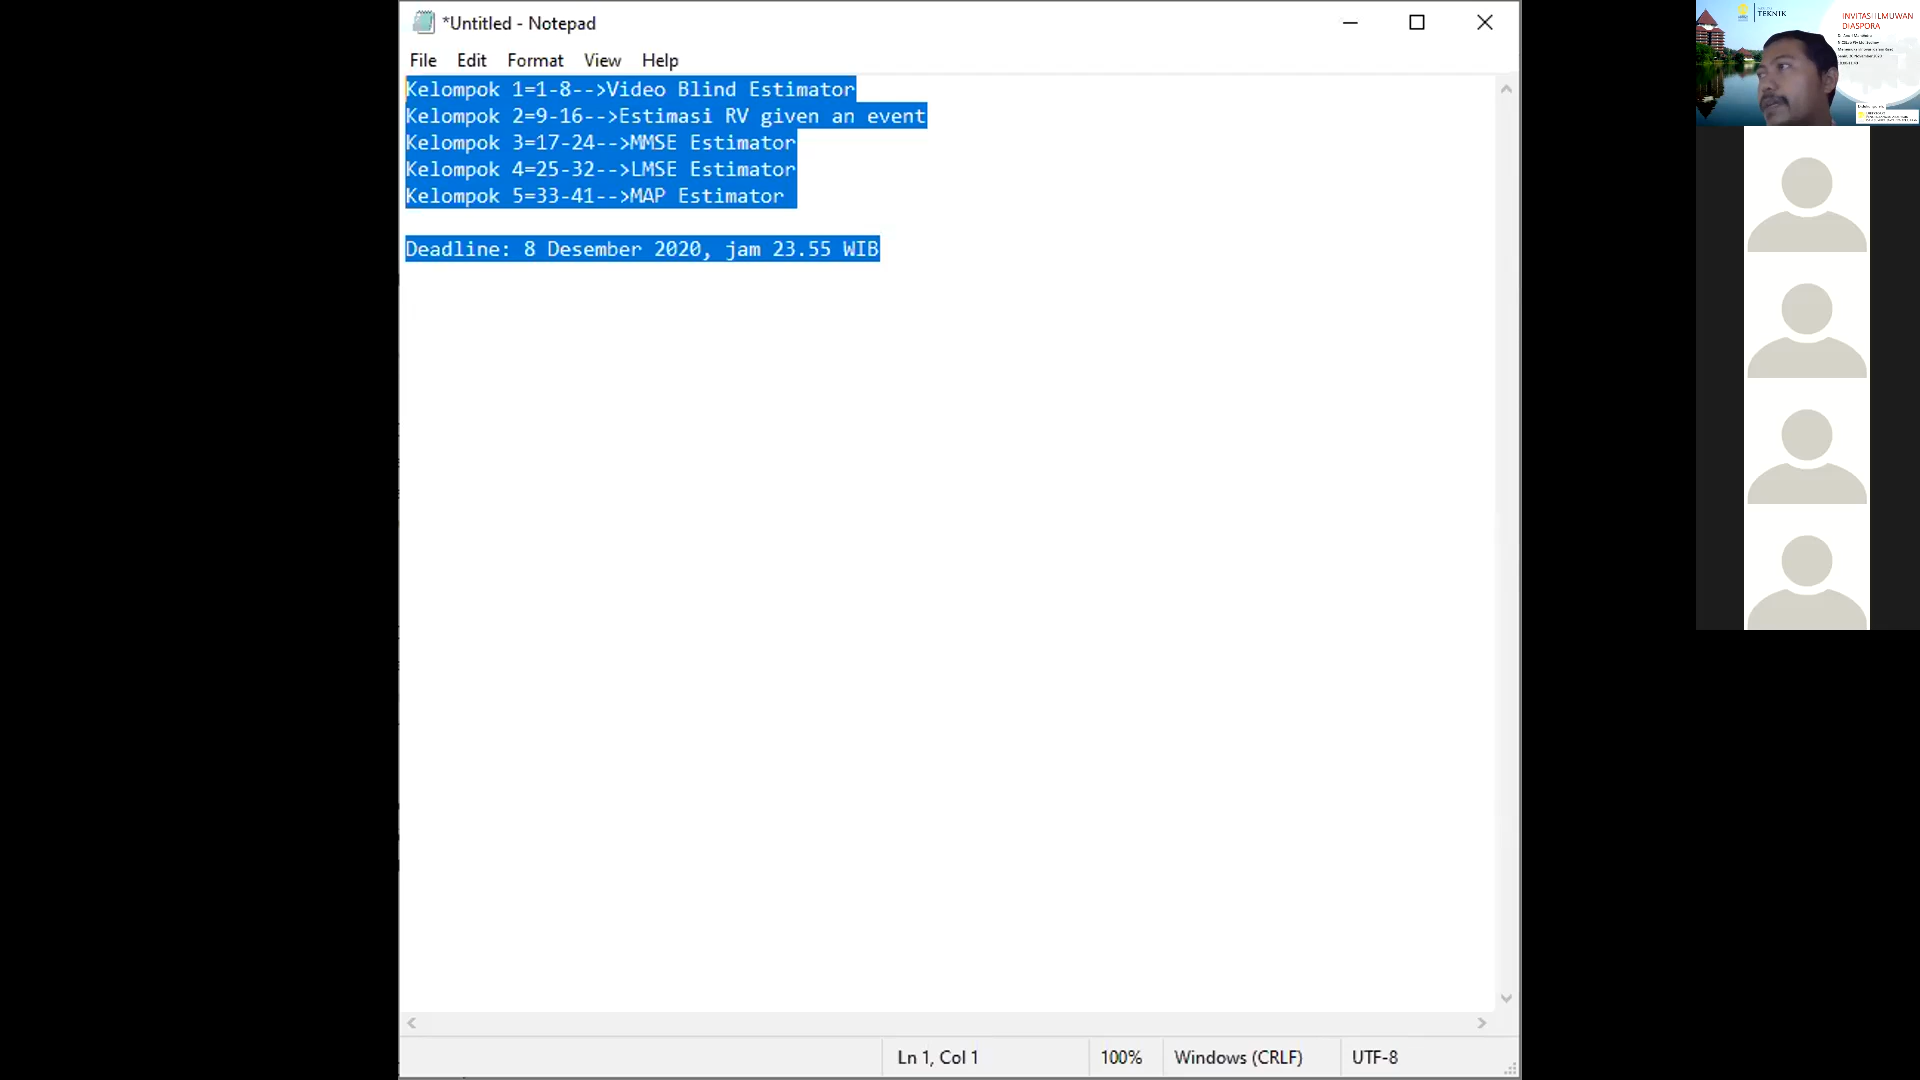 *Untitled - Notepad
File Edit Format View Help
Kelompok 1=1-8-->Video Blind Estimator
Kelompok 2=9-16-->Estimasi RV given an event
Kelompok 3=17-24-->MMSE Estimator
Kelompok 4=25-32-->LMSE Estimator
Kelompok 5=33-41-->MAP Estimator
Deadline: 8 Desember 2020, jam 23.55 WIB
Ln 1, Col 1
100%
Windows (CRLF)
UTF-8
TEKNIK
INVITASI ILMUWAN
DIASPORA